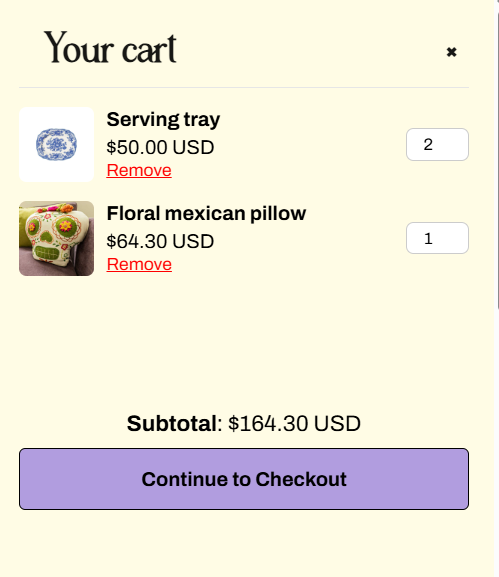 Your cart
✖
Serving tray
$50.00 USD
Remove
2
Floral mexican pillow
$64.30 USD
Remove
1
Subtotal: $164.30 USD
Continue to Checkout